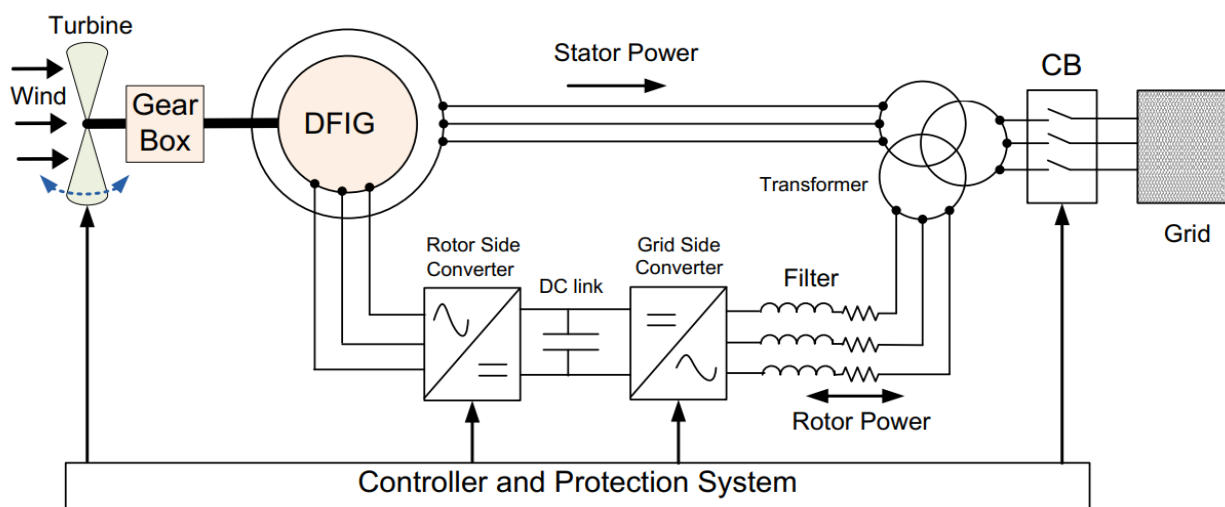 Turbine
Wind
Gear
Box
DFIG
Stator Power
CB
Transformer
Grid
Rotor Side
Converter
DC link
Grid Side
Converter
Filter
Rotor Power
Controller and Protection System